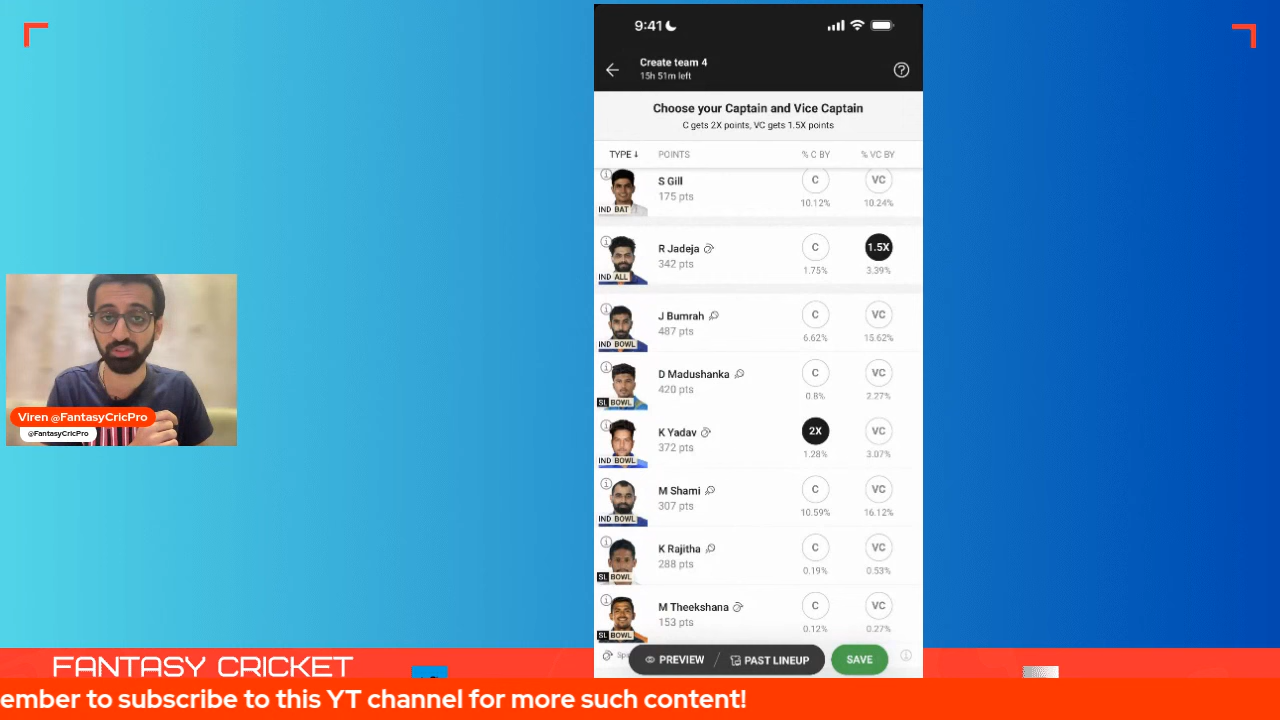 9:41
Create team 4
15h 51m left
Choose your Captain and Vice Captain
C gets 2X points, VC gets 1.5X points
TYPE↓ POINTS % C BY % VC BY
S Gill C VC
175 pts
IND BAT 10.12% 10.24%
R Jadeja C 1.5X
342 pts
IND ALL 1.75% 3.39%
J Bumrah C VC
487 pts
IND BOWL 6.62% 15.62%
D Madushanka C VC
420 pts
SL BOWL 0.8% 2.27%
K Yadav 2X VC
372 pts
IND BOWL 1.28% 3.07%
M Shami C VC
307 pts
IND BOWL 10.59% 16.12%
K Rajitha C VC
288 pts
SL BOWL 0.19% 0.53%
M Theekshana C VC
153 pts
SL BOWL 0.12% 0.27%
PREVIEW / PAST LINEUP SAVE
Viren @FantasyCricPro
@FantasyCricPro
FANTASY CRICKET
ember to subscribe to this YT channel for more such content!